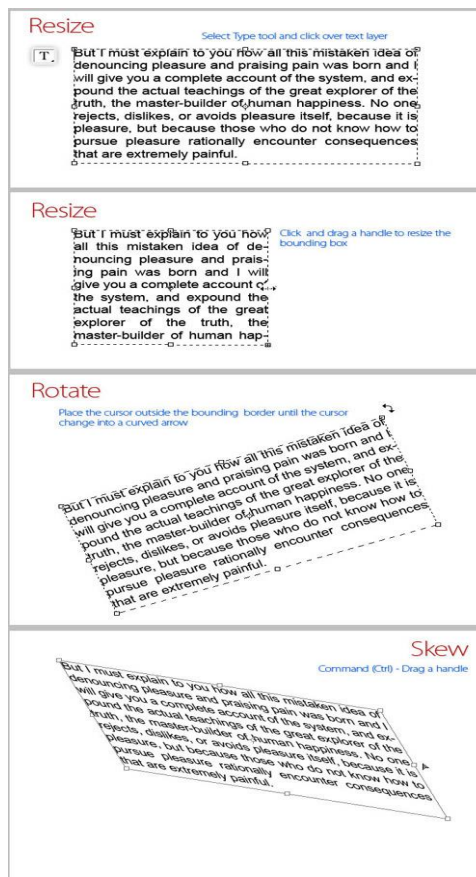 Resize
Select Type tool and click over text layer
T
But I must explain to you how all this mistaken idea of
denouncing pleasure and praising pain was born and I
will give you a complete account of the system, and ex-
pound the actual teachings of the great explorer of the
truth, the master-builder of human happiness. No one
rejects, dislikes, or avoids pleasure itself, because it is
pleasure, but because those who do not know how to
pursue pleasure rationally encounter consequences
that are extremely painful.
Resize
Click and drag a handle to resize the
bounding box
But I must explain to you how
all this mistaken idea of de-
nouncing pleasure and prais-
ing pain was born and I will
give you a complete account of
the system, and expound the
actual teachings of the great
explorer of the truth, the
master-builder of human hap-
Rotate
Place the cursor outside the bounding border until the cursor
change into a curved arrow
But I must explain to you how all this mistaken idea of
denouncing pleasure and praising pain was born and I
will give you a complete account of the system, and ex-
pound the actual teachings of the great explorer of the
truth, the master-builder of human happiness. No one
rejects, dislikes, or avoids pleasure itself, because it is
pleasure, but because those who do not know how to
pursue pleasure rationally encounter consequences
that are extremely painful.
Skew
Command (Ctrl) - Drag a handle
But I must explain to you how all this mistaken idea of
denouncing pleasure and praising pain was born and I
will give you a complete account of the system, and ex-
pound the actual teachings of the great explorer of the
truth, the master-builder of human happiness. No one
rejects, dislikes, or avoids pleasure itself, because it is
pleasure, but because those who do not know how to
pursue pleasure rationally encounter consequences
that are extremely painful.